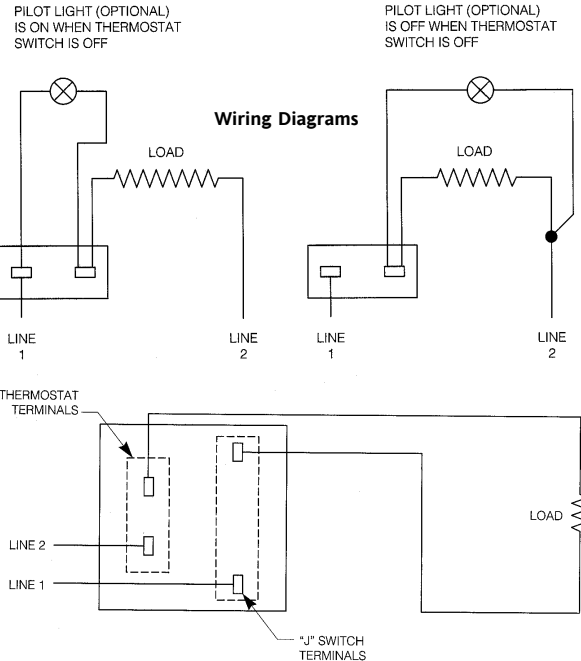 PILOT LIGHT (OPTIONAL)
IS ON WHEN THERMOSTAT
SWITCH IS OFF
PILOT LIGHT (OPTIONAL)
IS OFF WHEN THERMOSTAT
SWITCH IS OFF
Wiring Diagrams
LOAD
LOAD
LINE
1
LINE
2
LINE
1
LINE
2
THERMOSTAT
TERMINALS
LOAD
LINE 2
LINE 1
"J" SWITCH
TERMINALS